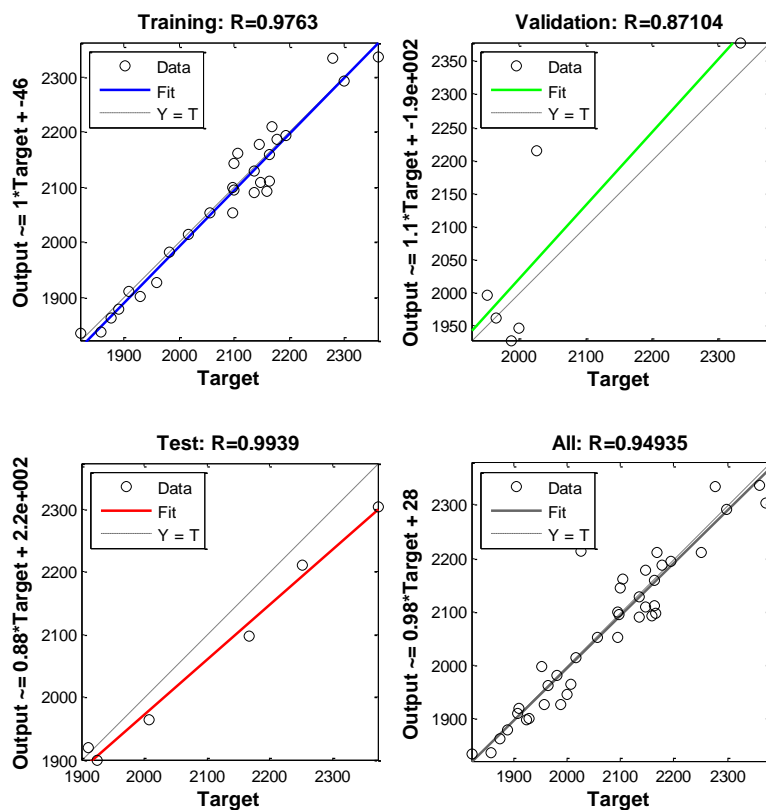 Training: R=0.9763
Output ~= 1*Target + -46
2300
2200
2100
2000
1900
Data
Fit
Y = T
1900 2000 2100 2200 2300
Target
Validation: R=0.87104
Output ~= 1.1*Target + -1.9e+002
2350
2300
2250
2200
2150
2100
2050
2000
1950
Data
Fit
Y = T
2000 2100 2200 2300
Target
Test: R=0.9939
Output ~= 0.88*Target + 2.2e+002
2300
2200
2100
2000
1900
Data
Fit
Y = T
1900 2000 2100 2200 2300
Target
All: R=0.94935
Output ~= 0.98*Target + 28
2300
2200
2100
2000
1900
Data
Fit
Y = T
1900 2000 2100 2200 2300
Target